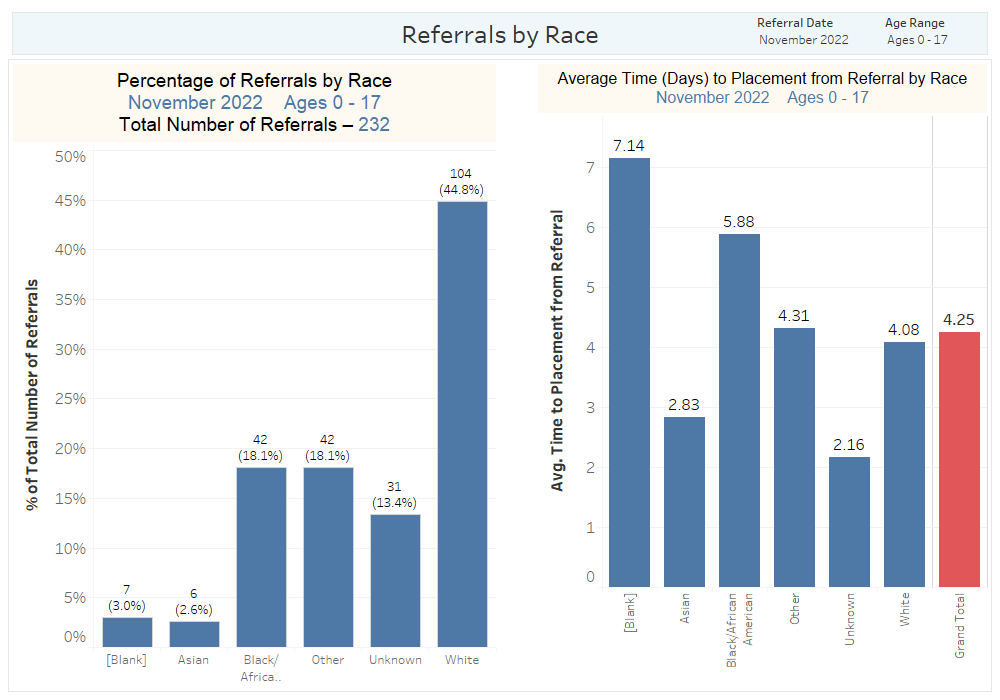 Referrals by Race
Referral Date
November 2022
Age Range
Ages 0 - 17
Percentage of Referrals by Race
November 2022 Ages 0 - 17
Total Number of Referrals – 232
% of Total Number of Referrals
50%
45%
40%
35%
30%
25%
20%
15%
10%
5%
0%
7
(3.0%)
6
(2.6%)
42
(18.1%)
42
(18.1%)
31
(13.4%)
104
(44.8%)
[Blank]
Asian
Black/
Africa..
Other
Unknown
White
Average Time (Days) to Placement from Referral by Race
November 2022 Ages 0 - 17
Avg. Time to Placement from Referral
7
6
5
4
3
2
1
0
7.14
2.83
5.88
4.31
2.16
4.08
4.25
[Blank]
Asian
Black/African
American
Other
Unknown
White
Grand Total